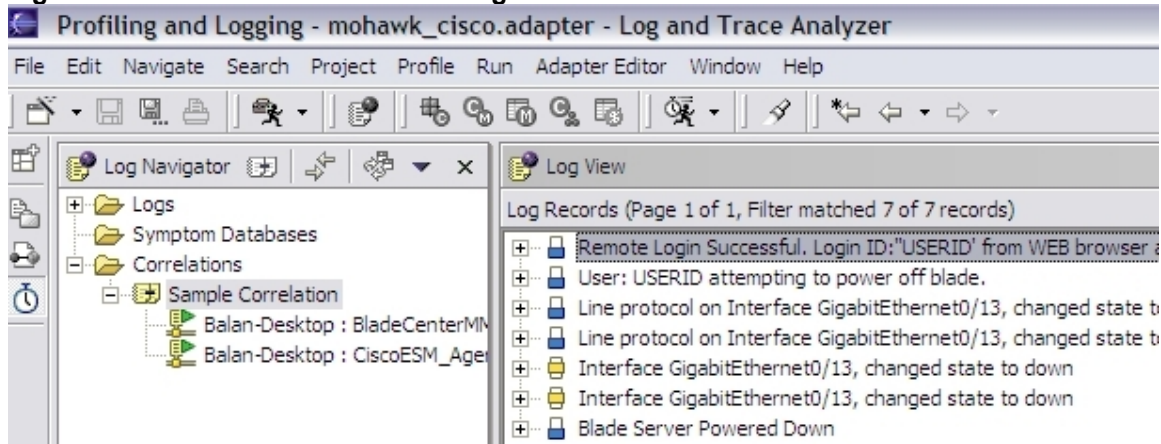 Profiling and Logging - mohawk_cisco.adapter - Log and Trace Analyzer
File Edit Navigate Search Project Profile Run Adapter Editor Window Help
Log Navigator
Logs
Symptom Databases
Correlations
Sample Correlation
Balan-Desktop : BladeCenterMM
Balan-Desktop : CiscoESM_Agen
Log View
Log Records (Page 1 of 1, Filter matched 7 of 7 records)
Remote Login Successful. Login ID:"USERID' from WEB browser a
User: USERID attempting to power off blade.
Line protocol on Interface GigabitEthernet0/13, changed state to
Line protocol on Interface GigabitEthernet0/13, changed state to
Interface GigabitEthernet0/13, changed state to down
Interface GigabitEthernet0/13, changed state to down
Blade Server Powered Down